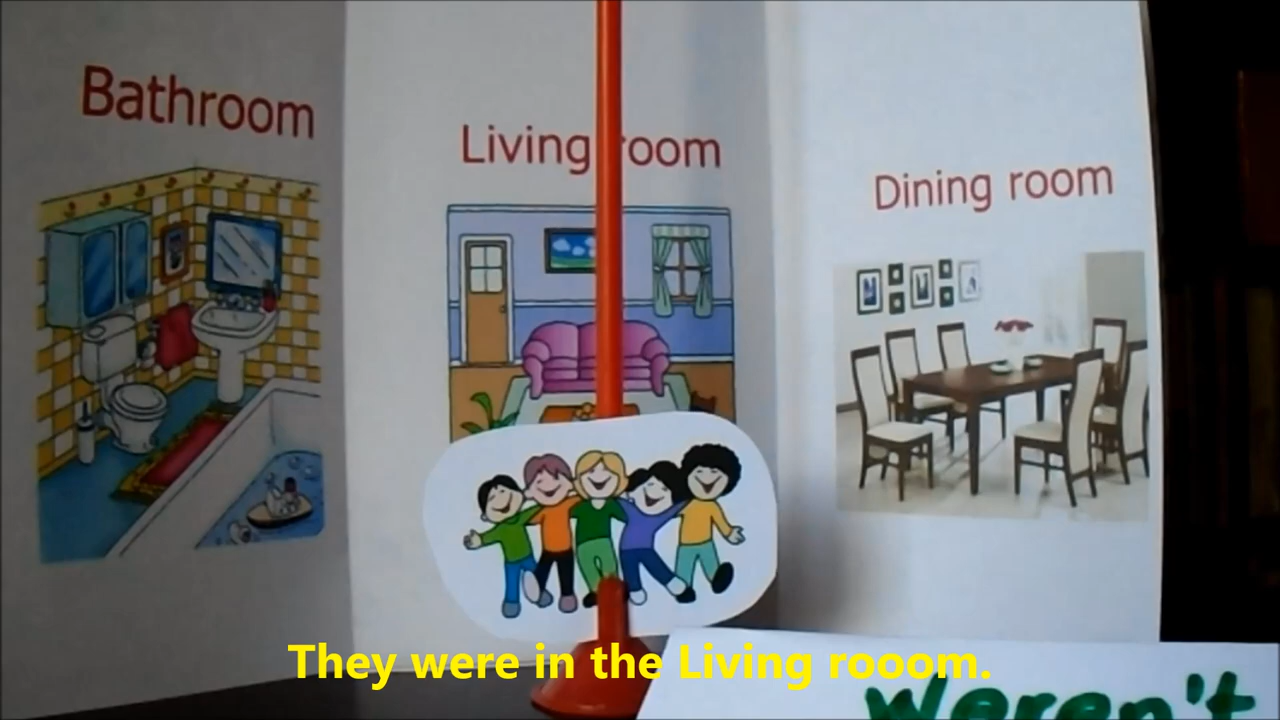 Bathroom
Living room
Dining room
They were in the Living rooom.
Weren't